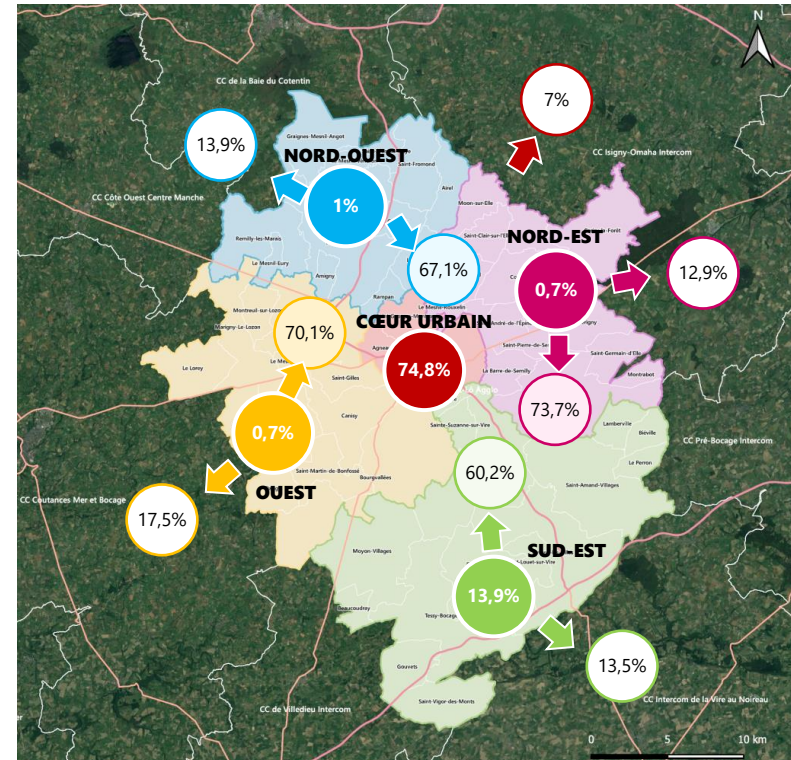 N
CC de la Baie du Cotentin
7%
13,9%
Graignes-Mesnil-Angot
NORD-OUEST
Saint-Fromond
CC Isigny-Omaha Intercom
Airel
CC Côte Ouest Centre Manche
1%
Moon-sur-Elle
Saint-Clair-sur-l'Elle
NORD-EST
Remilly-les-Marais
Le Mesnil-Eury
67,1%
12,9%
Amigny
0,7%
Rampan
Le Mesnil-Rouxelin
Montreuil-sur-Lozon
CŒUR URBAIN
Marigny-Le-Lozon
70,1%
Saint-Germain-d'Elle
Le Lorey
Saint-Gilles
74,8%
La Barre-de-Semilly
Montrabot
Canisy
73,7%
Lamberville
0,7%
Sainte-Suzanne-sur-Vire
Biéville
CC Pré-Bocage Intercom
60,2%
Le Perron
Saint-Martin-de-Bonfossé
Bourgvallées
Saint-Amand-Villages
OUEST
CC Coutances Mer et Bocage
17,5%
SUD-EST
Moyon-Villages
13,9%
Beaucoudray
Tessy-Bocage
13,5%
Gouvets
Saint-Vigor-des-Monts
CC Intercom de la Vire au Noireau
CC de Villedieu Intercom
0 5 10 km